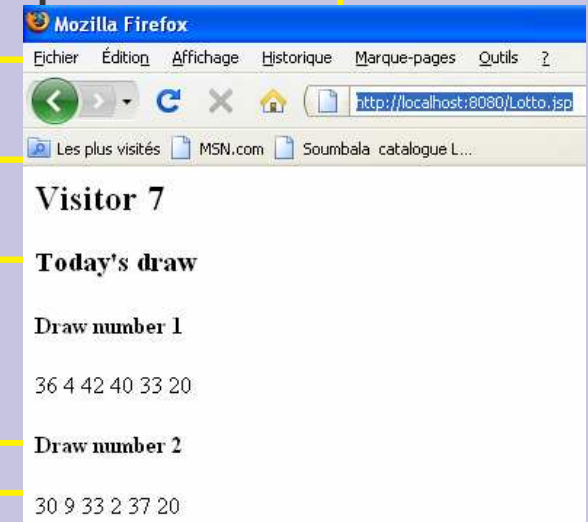 Mozilla Firefox
Fichier Édition Affichage Historique Marque-pages Outils ?
http://localhost:8080/Lotto.jsp
Les plus visités MSN.com Soumbala catalogue L...
Visitor 7
Today's draw
Draw number 1
36 4 42 40 33 20
Draw number 2
30 9 33 2 37 20